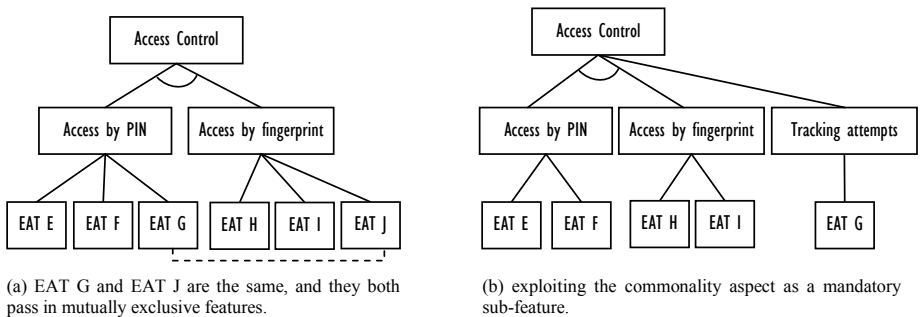 Access Control
Access by PIN
Access by fingerprint
EAT E
EAT F
EAT G
EAT H
EAT I
EAT J
(a) EAT G and EAT J are the same, and they both
pass in mutually exclusive features.
Access Control
Access by PIN
Access by fingerprint
Tracking attempts
EAT E
EAT F
EAT H
EAT I
EAT G
(b) exploiting the commonality aspect as a mandatory
sub-feature.